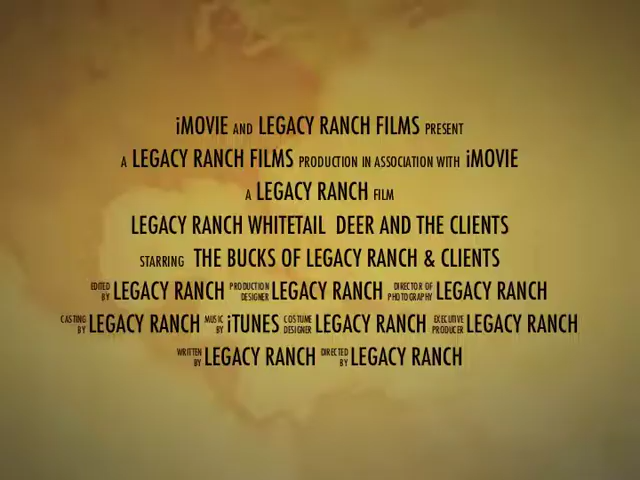 iMOVIE AND LEGACY RANCH FILMS PRESENT
A LEGACY RANCH FILMS PRODUCTION IN ASSOCIATION WITH iMOVIE
A LEGACY RANCH FILM
LEGACY RANCH WHITETAIL DEER AND THE CLIENTS
STARRING THE BUCKS OF LEGACY RANCH & CLIENTS
EDITED BY LEGACY RANCH PRODUCTION DESIGNER LEGACY RANCH DIRECTOR OF PHOTOGRAPHY LEGACY RANCH
CASTING BY LEGACY RANCH MUSIC BY iTUNES COSTUME DESIGNER LEGACY RANCH EXECUTIVE PRODUCER LEGACY RANCH
WRITTEN BY LEGACY RANCH DIRECTED BY LEGACY RANCH